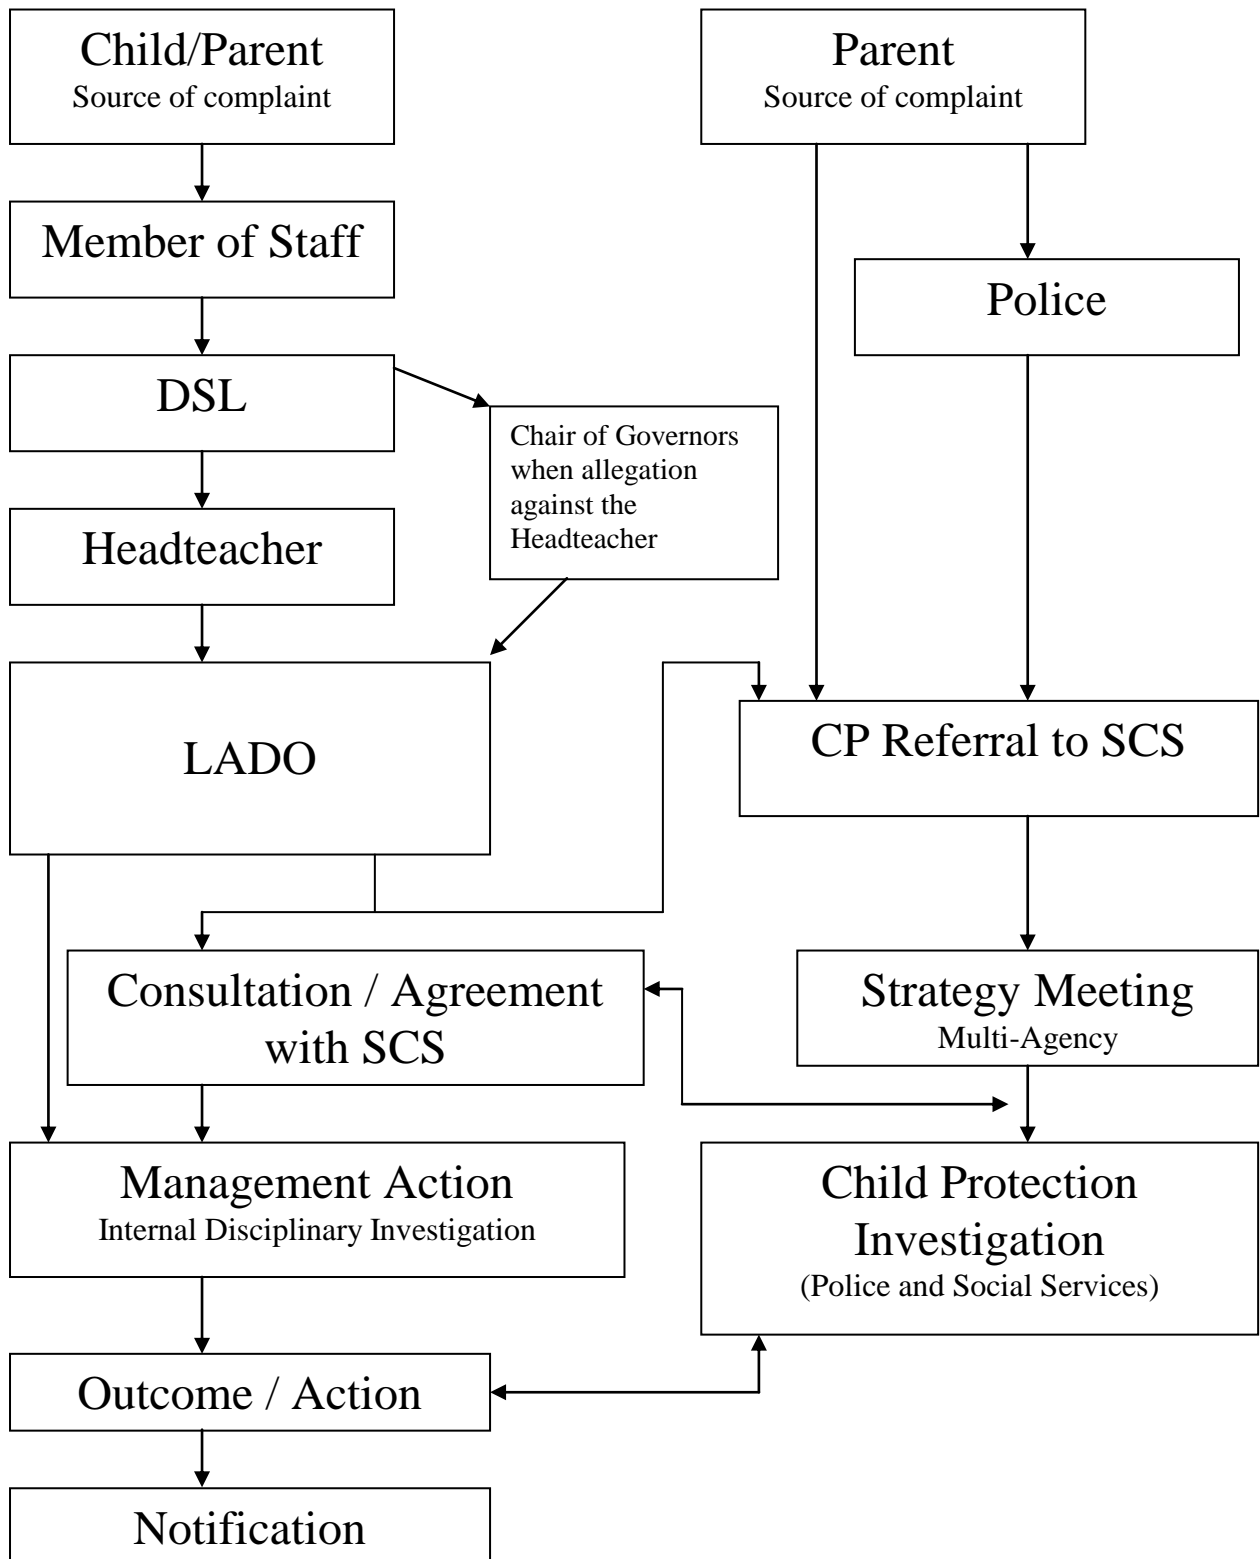 Child/Parent
Source of complaint
Parent
Source of complaint
Member of Staff
Police
DSL
Chair of Governors
when allegation
against the
Headteacher
Headteacher
LADO
CP Referral to SCS
Consultation / Agreement
with SCS
Strategy Meeting
Multi-Agency
Management Action
Internal Disciplinary Investigation
Child Protection
Investigation
(Police and Social Services)
Outcome / Action
Notification